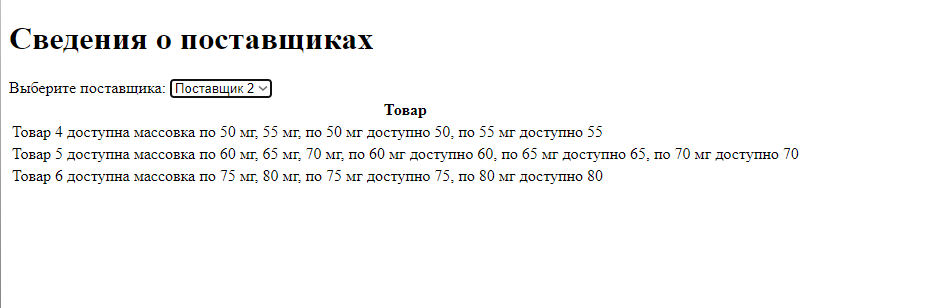 Сведения о поставщиках
Выберите поставщика: Поставщик 2
Товар
Товар 4 доступна массовка по 50 мг, 55 мг, по 50 мг доступно 50, по 55 мг доступно 55
Товар 5 доступна массовка по 60 мг, 65 мг, 70 мг, по 60 мг доступно 60, по 65 мг доступно 65, по 70 мг доступно 70
Товар 6 доступна массовка по 75 мг, 80 мг, по 75 мг доступно 75, по 80 мг доступно 80